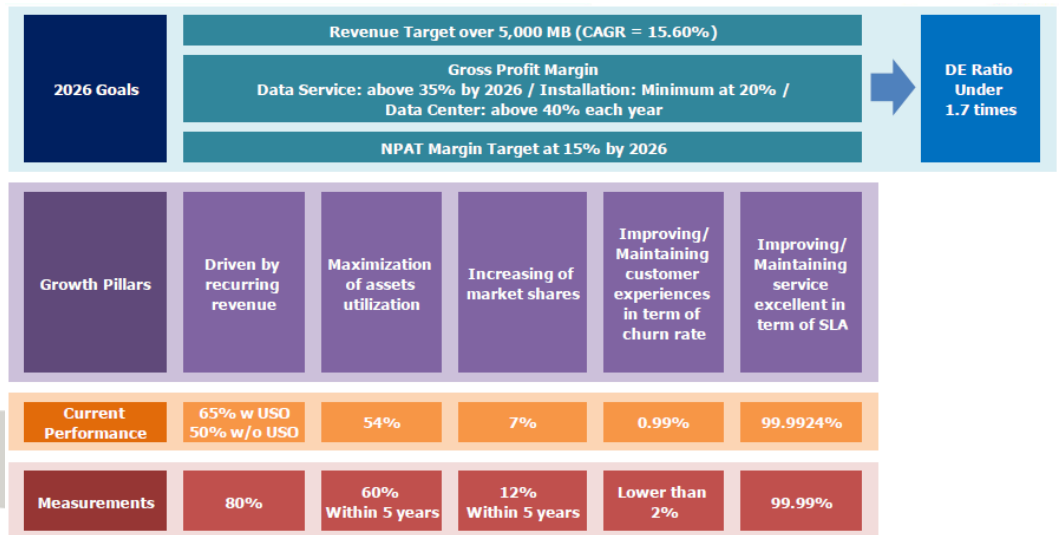 2026 Goals
Revenue Target over 5,000 MB (CAGR = 15.60%)
Gross Profit Margin
Data Service: above 35% by 2026 / Installation: Minimum at 20% /
Data Center: above 40% each year
NPAT Margin Target at 15% by 2026
DE Ratio
Under
1.7 times
Growth Pillars
Driven by
recurring
revenue
Maximization
of assets
utilization
Increasing of
market shares
Improving/
Maintaining
customer
experiences
in term of
churn rate
Improving/
Maintaining
service
excellent in
term of SLA
Current
Performance
65% w USO
50% w/o USO
54%
7%
0.99%
99.9924%
Measurements
80%
60%
Within 5 years
12%
Within 5 years
Lower than
2%
99.99%